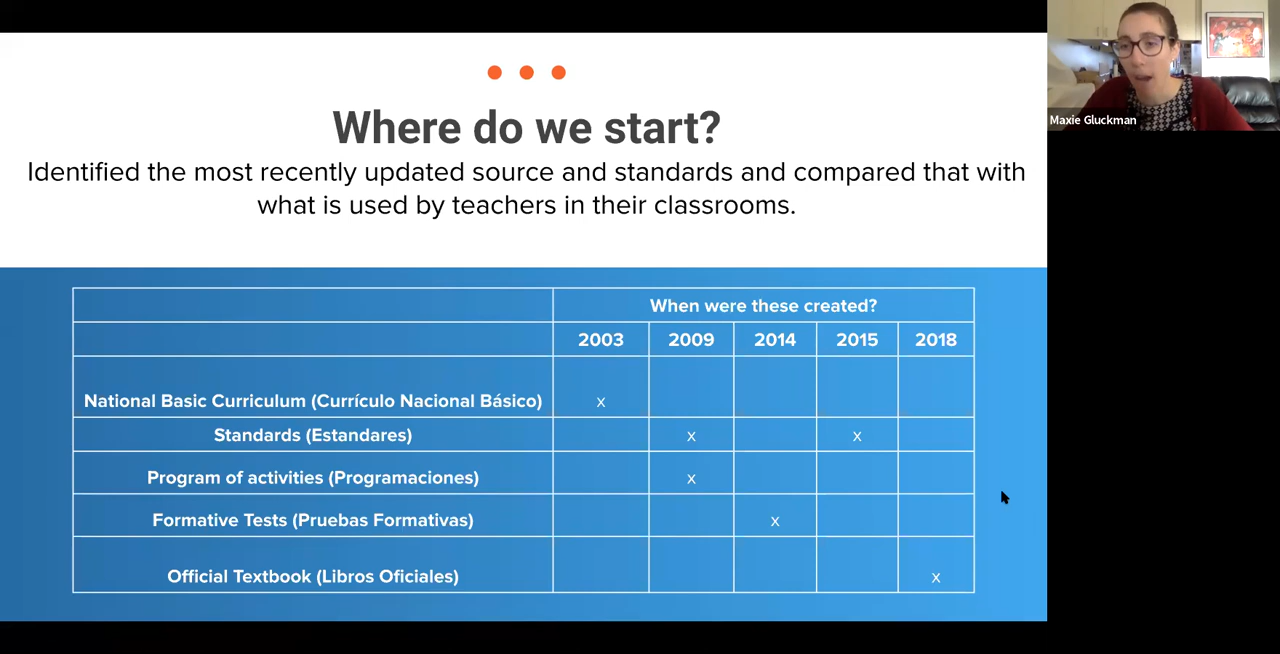 Where do we start?
Identified the most recently updated source and standards and compared that with
what is used by teachers in their classrooms.
Maxie Gluckman
When were these created?
2003 2009 2014 2015 2018
National Basic Curriculum (Currículo Nacional Básico) x
Standards (Estandares) x x
Program of activities (Programaciones) x
Formative Tests (Pruebas Formativas) x
Official Textbook (Libros Oficiales) x